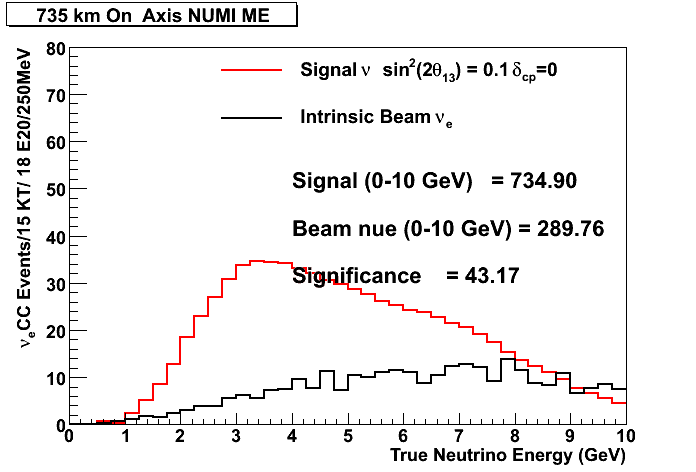 735 km On Axis NUMI ME
ν_e CC Events/15 KT/ 18 E20/250MeV
80
70
60
50
40
30
20
10
0
Signal ν sin²(2θ₁₃) = 0.1 δ_cp=0
Intrinsic Beam ν_e
Signal (0-10 GeV) = 734.90
Beam nue (0-10 GeV) = 289.76
Significance = 43.17
0 1 2 3 4 5 6 7 8 9 10
True Neutrino Energy (GeV)